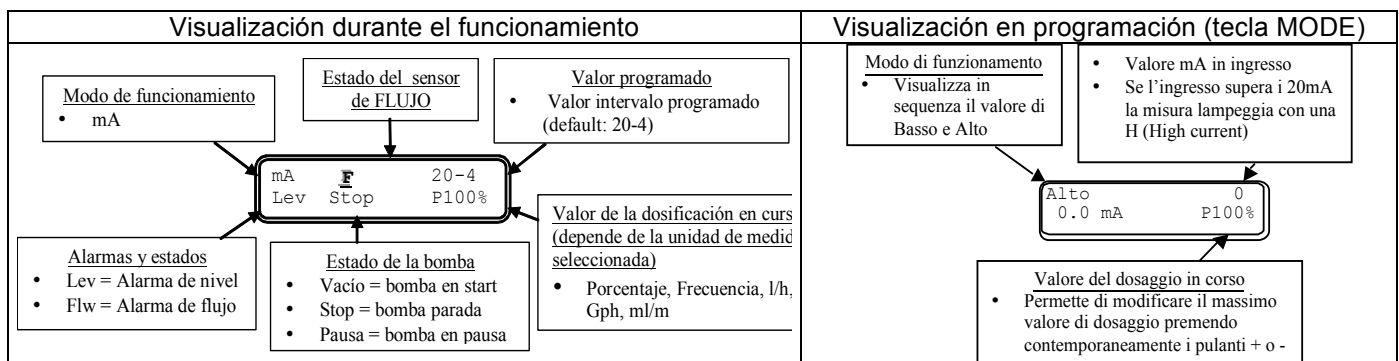 Visualización durante el funcionamiento
Visualización en programación (tecla MODE)
Modo de funcionamiento
• mA
Estado del sensor
de FLUJO
Valor programado
• Valor intervalo programado
(default: 20-4)
mA F 20-4
Lev Stop P100%
Alarmas y estados
• Lev = Alarma de nivel
• Flw = Alarma de flujo
Estado de la bomba
• Vacío = bomba en start
• Stop = bomba parada
• Pausa = bomba en pausa
Valor de la dosificación en curs
(depende de la unidad de medid
seleccionada)
• Porcentaje, Frecuencia, l/h,
Gph, ml/m
Modo di funzionamento
• Visualizza in
sequenza il valore di
Basso e Alto
• Valore mA in ingresso
• Se l'ingresso supera i 20mA
la misura lampeggia con una
H (High current)
Alto 0
0.0 mA P100%
Valore del dosaggio in corso
• Permette di modificare il massimo
valore di dosaggio premendo
contemporaneamente i pulanti + o -